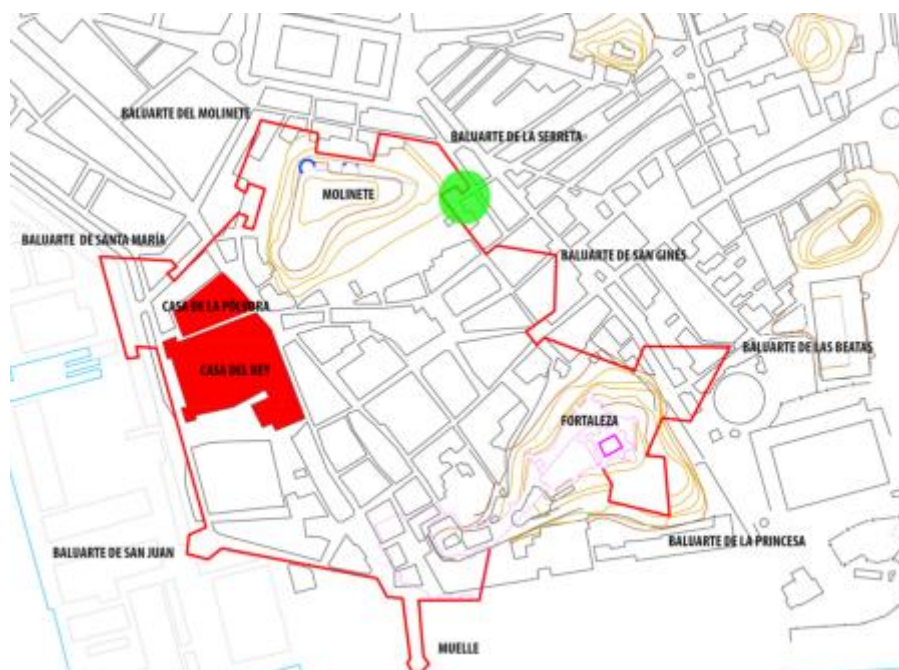 BALUARTE DEL MOLINETE
BALUARTE DE LA SERRETA
MOLINETE
BALUARTE DE SANTA MARÍA
BALUARTE DE SAN GINÉS
CASA DE LA PÓLVORA
BALUARTE DE LAS BEATAS
CASA DEL REY
FORTALEZA
BALUARTE DE LA PRINCESA
BALUARTE DE SAN JUAN
MUELLE